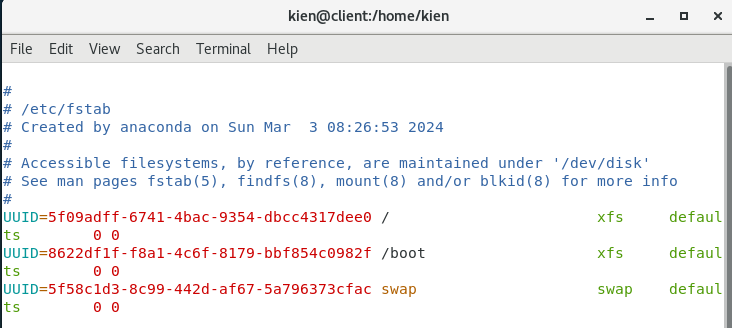 kien@client:/home/kien
File Edit View Search Terminal Help
#
# /etc/fstab
# Created by anaconda on Sun Mar  3 08:26:53 2024
#
# Accessible filesystems, by reference, are maintained under '/dev/disk'
# See man pages fstab(5), findfs(8), mount(8) and/or blkid(8) for more info
#
UUID=5f09adff-6741-4bac-9354-dbcc4317dee0 /                       xfs     defaul
ts        0 0
UUID=8622df1f-f8a1-4c6f-8179-bbf854c0982f /boot                   xfs     defaul
ts        0 0
UUID=5f58c1d3-8c99-442d-af67-5a796373cfac swap                    swap    defaul
ts        0 0